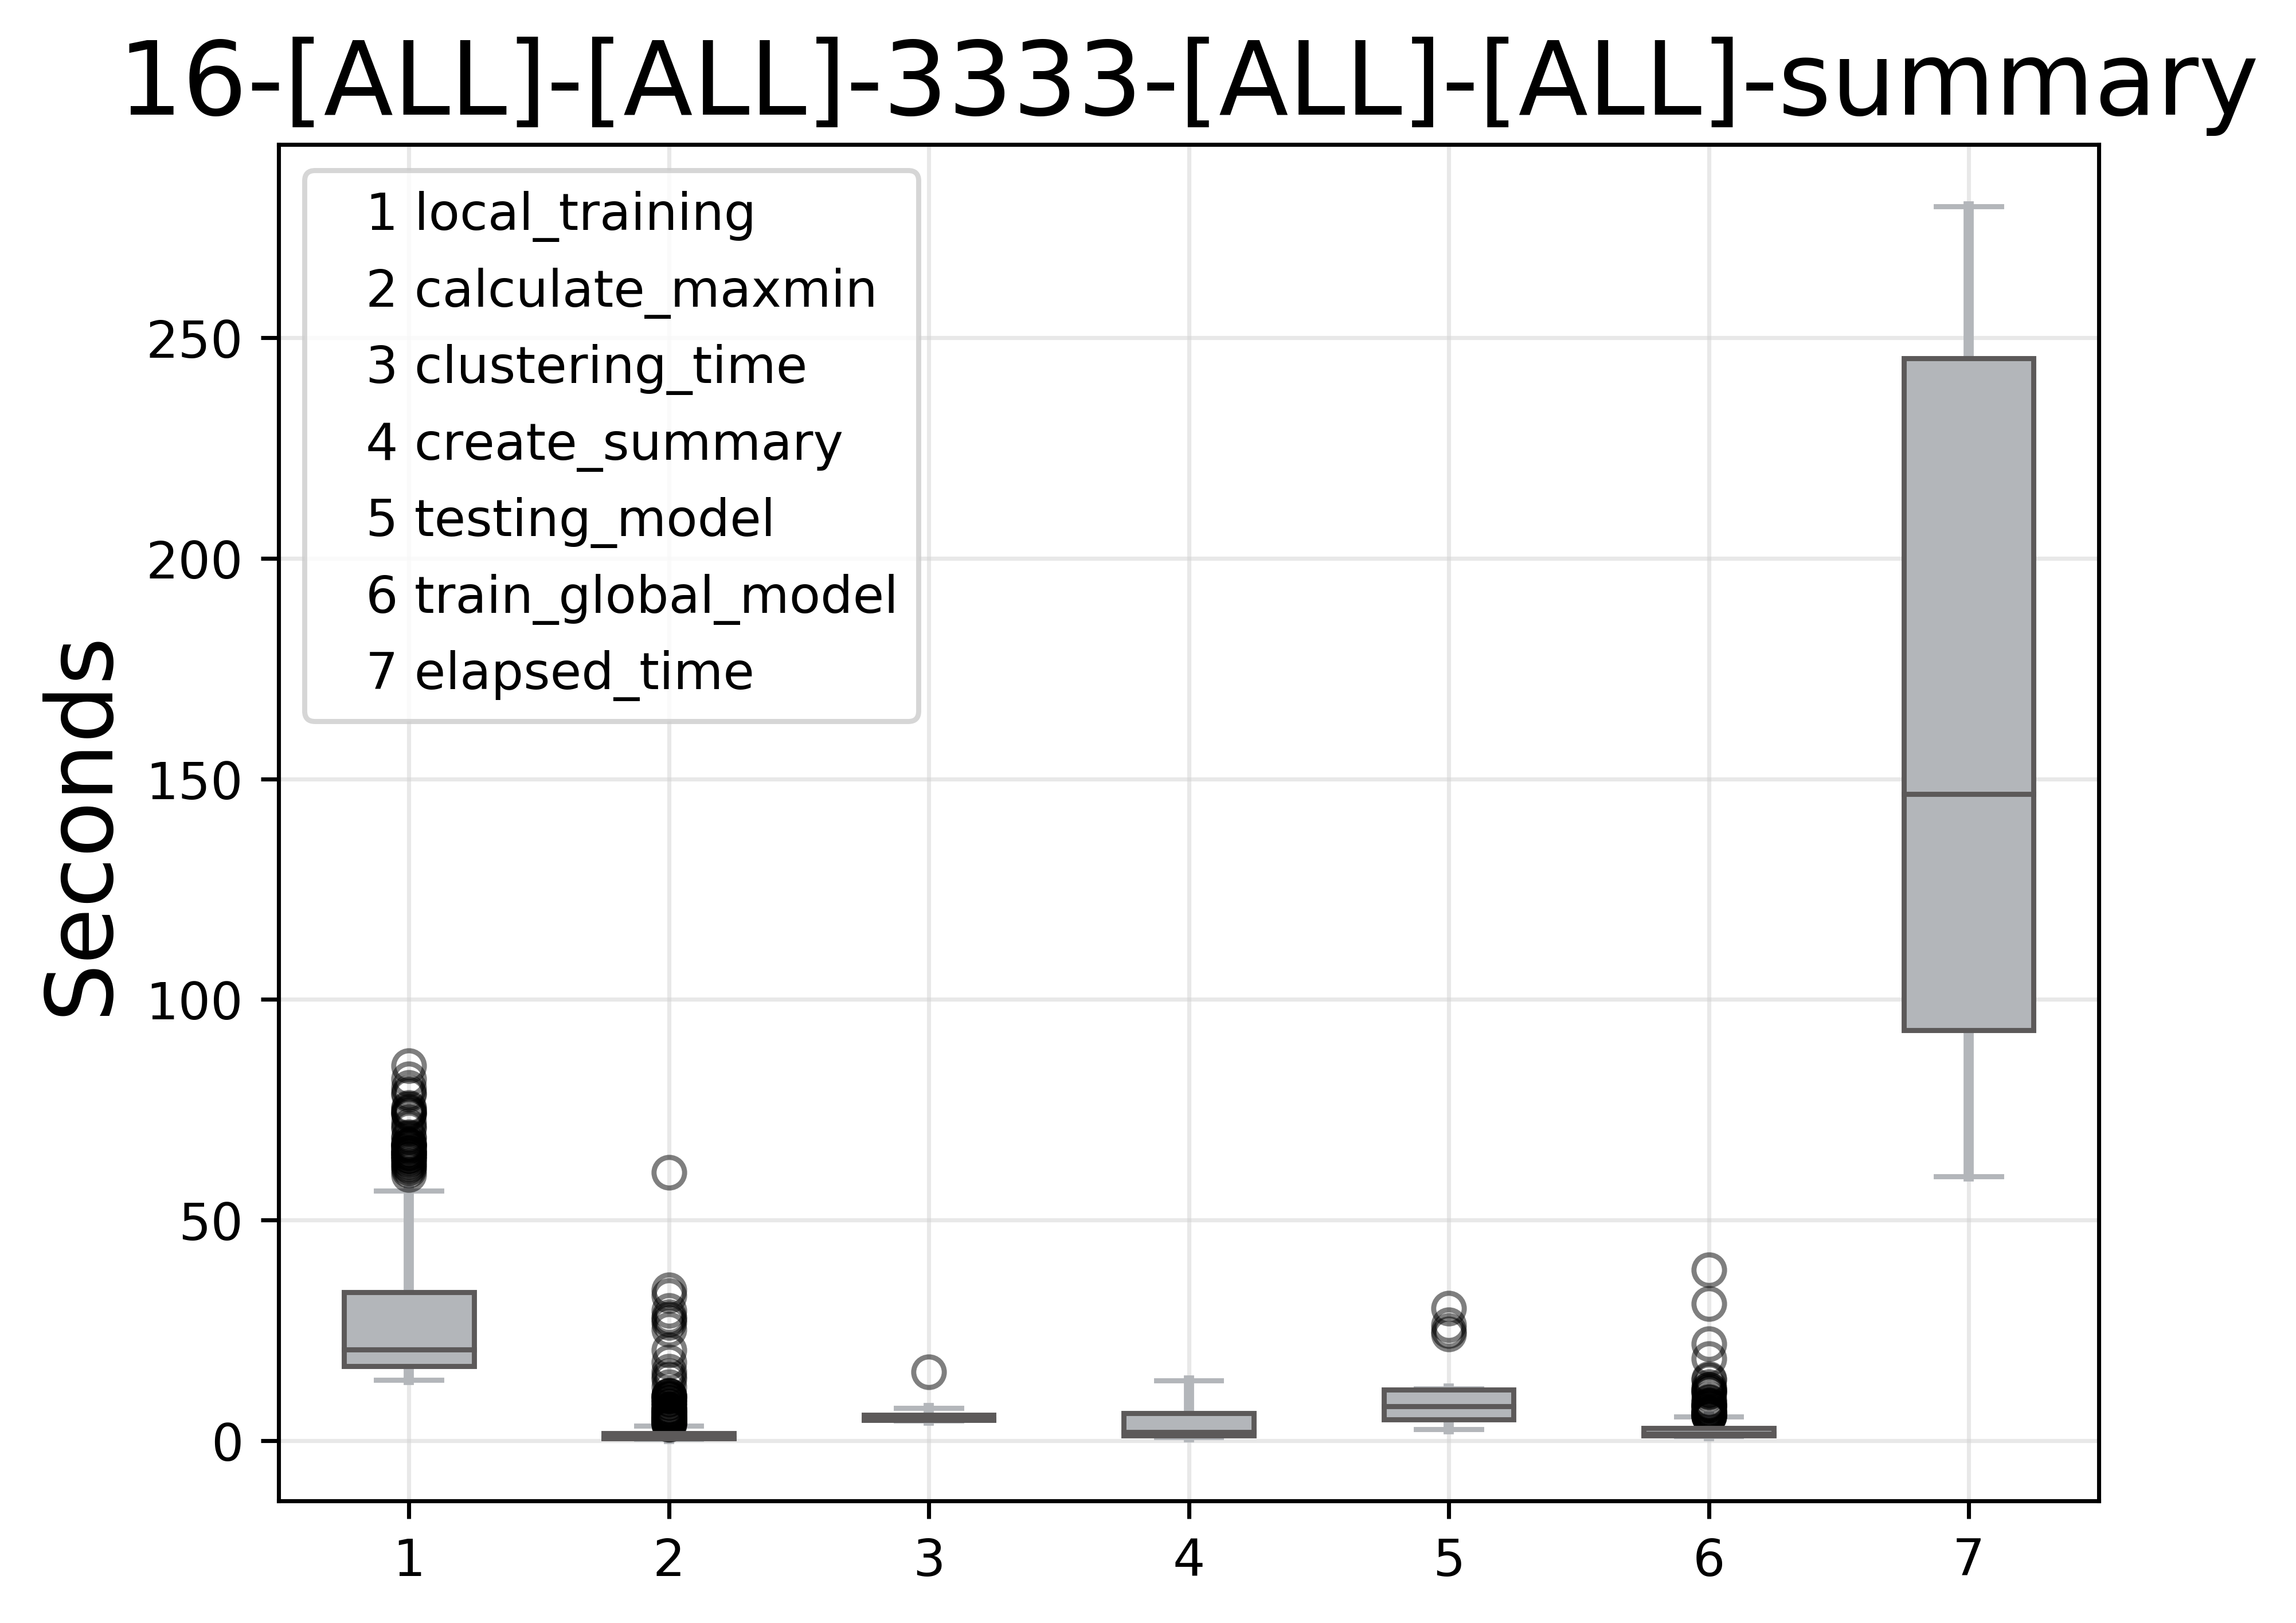 16-[ALL]-[ALL]-3333-[ALL]-[ALL]-summary
1 local_training
2 calculate_maxmin
3 clustering_time
4 create_summary
5 testing_model
6 train_global_model
7 elapsed_time
Seconds
250
200
150
100
50
0
1 2 3 4 5 6 7